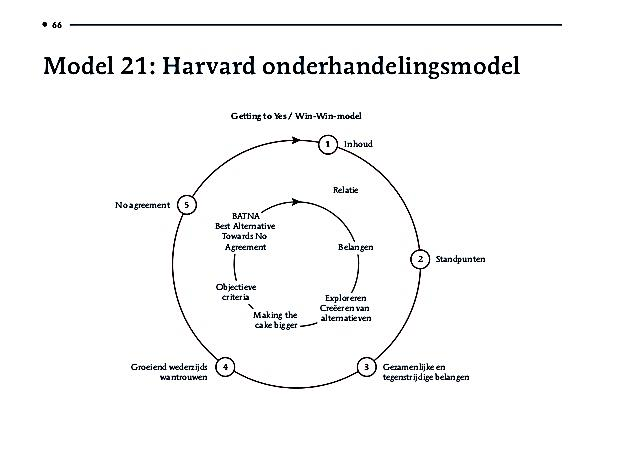 66
Model 21: Harvard onderhandelingsmodel
Getting to Yes / Win-Win-model
1 Inhoud
Relatie
No agreement 5
BATNA
Best Alternative
Towards No
Agreement
Belangen
2 Standpunten
Objectieve
criteria
Exploreren
Creëeren van
alternatieven
Making the
cake bigger
Groeiend wederzijds
wantrouwen
4
3
Gezamenlijke en
tegenstrijdige belangen